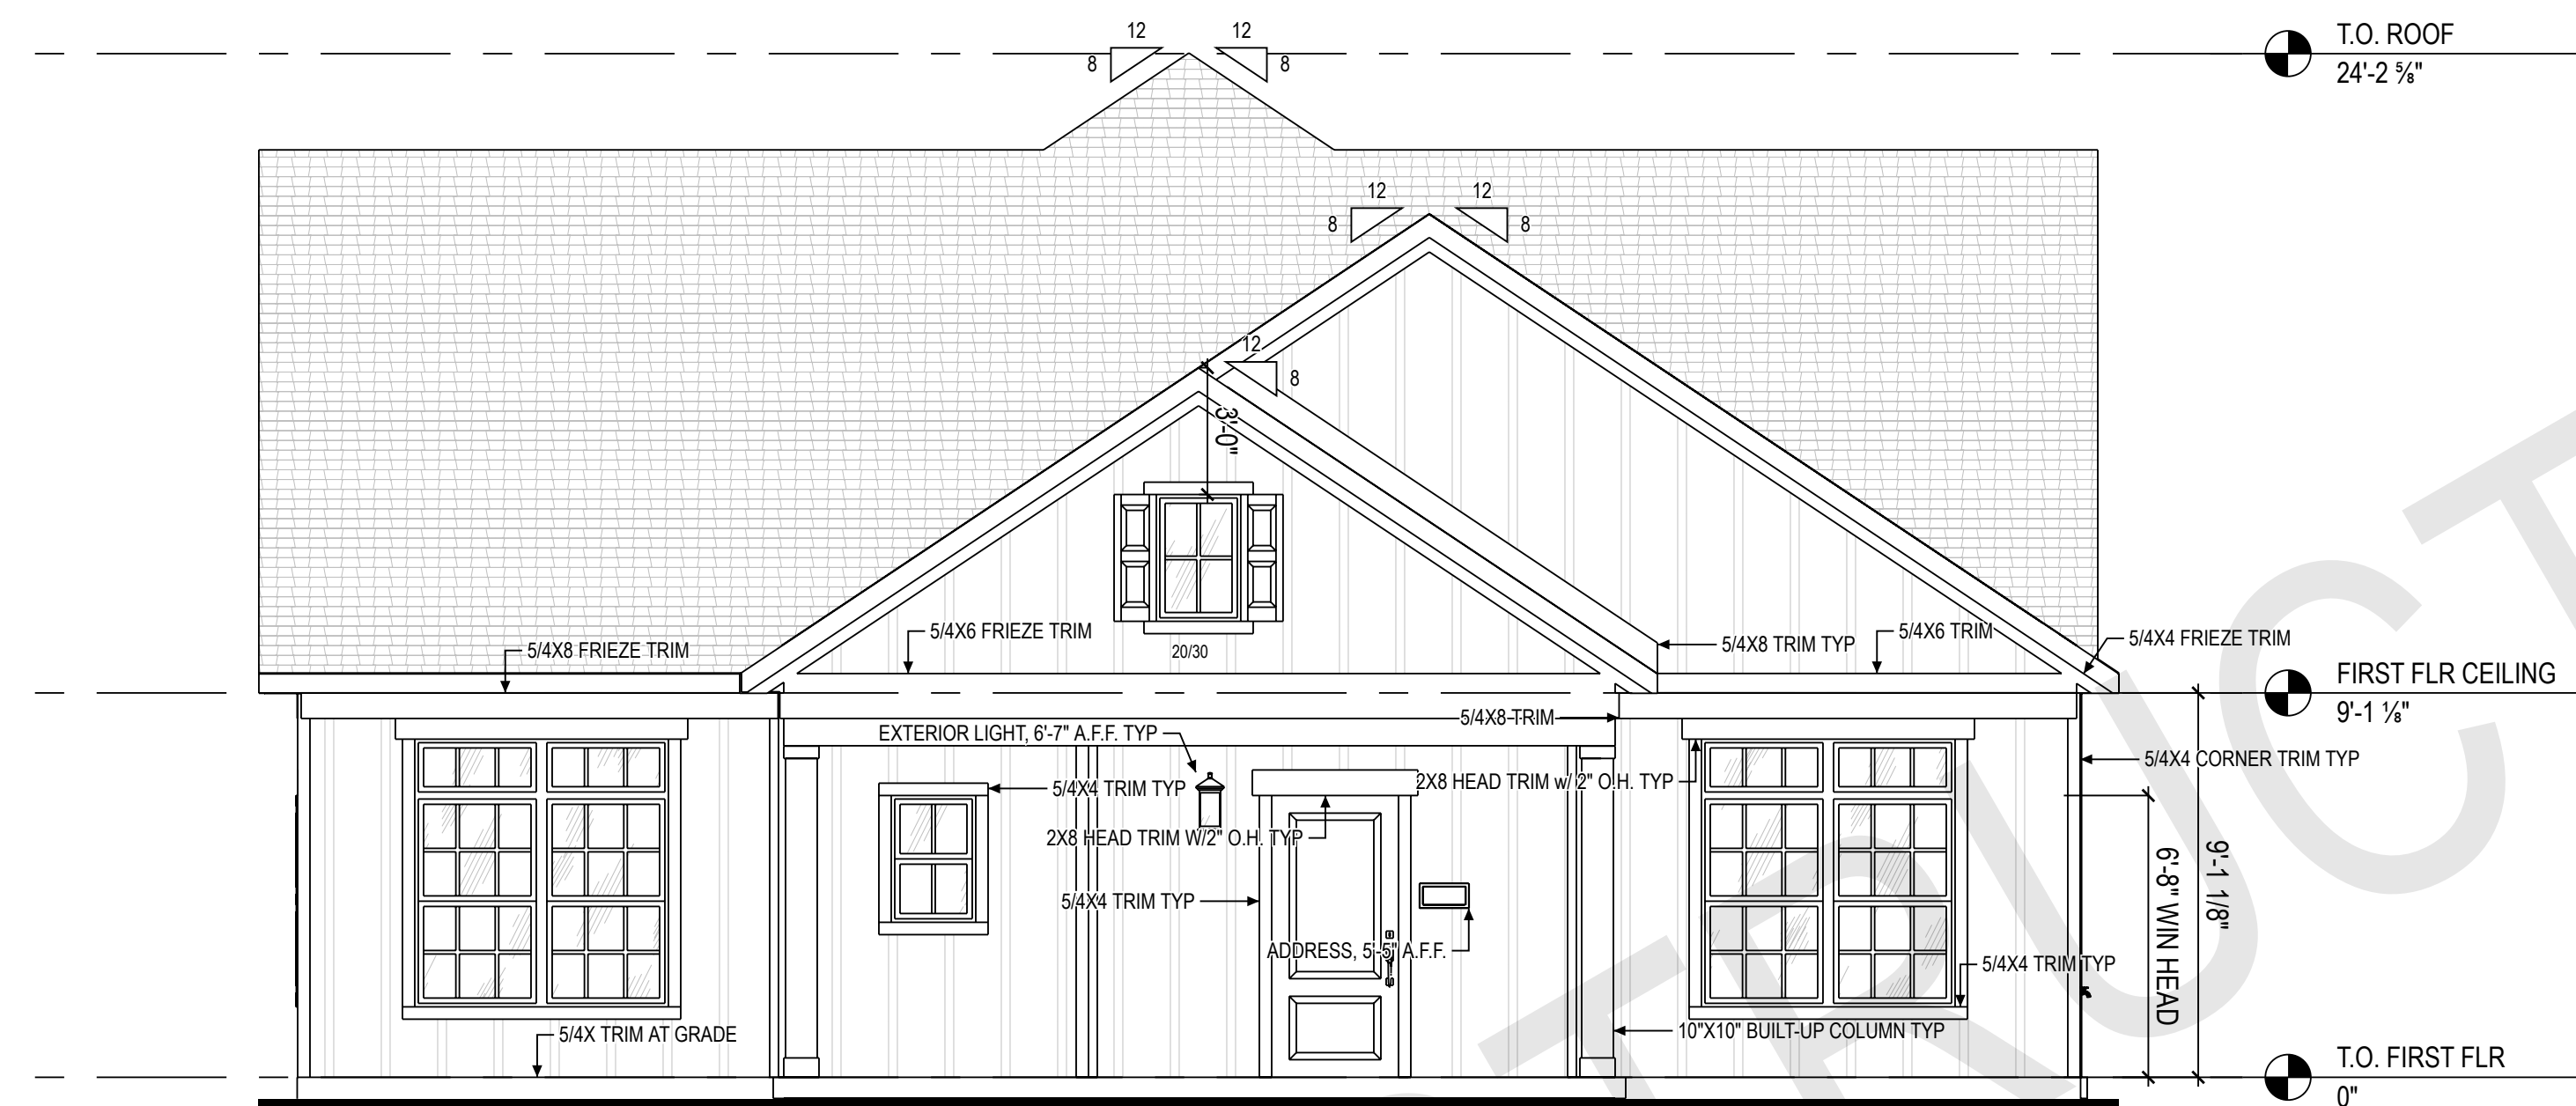 12
12
T.O. ROOF
8
8
24'-2 ⅝"
12
12
8
8
12
8
3'-0"
5/4X6 FRIEZE TRIM
5/4X8 FRIEZE TRIM
20/30
5/4X8 TRIM TYP
5/4X6 TRIM
5/4X4 FRIEZE TRIM
FIRST FLR CEILING
9'-1 ⅛"
5/4X8 TRIM
EXTERIOR LIGHT, 6'-7" A.F.F. TYP
5/4X4 CORNER TRIM TYP
5/4X4 TRIM TYP
2X8 HEAD TRIM w/ 2" O.H. TYP
2X8 HEAD TRIM W/2" O.H. TYP
5/4X4 TRIM TYP
ADDRESS, 5'-5" A.F.F.
5/4X4 TRIM TYP
6'-8" WIN HEAD
9'-1 1/8"
5/4X TRIM AT GRADE
10"X10" BUILT-UP COLUMN TYP
T.O. FIRST FLR
0"
TRUCT